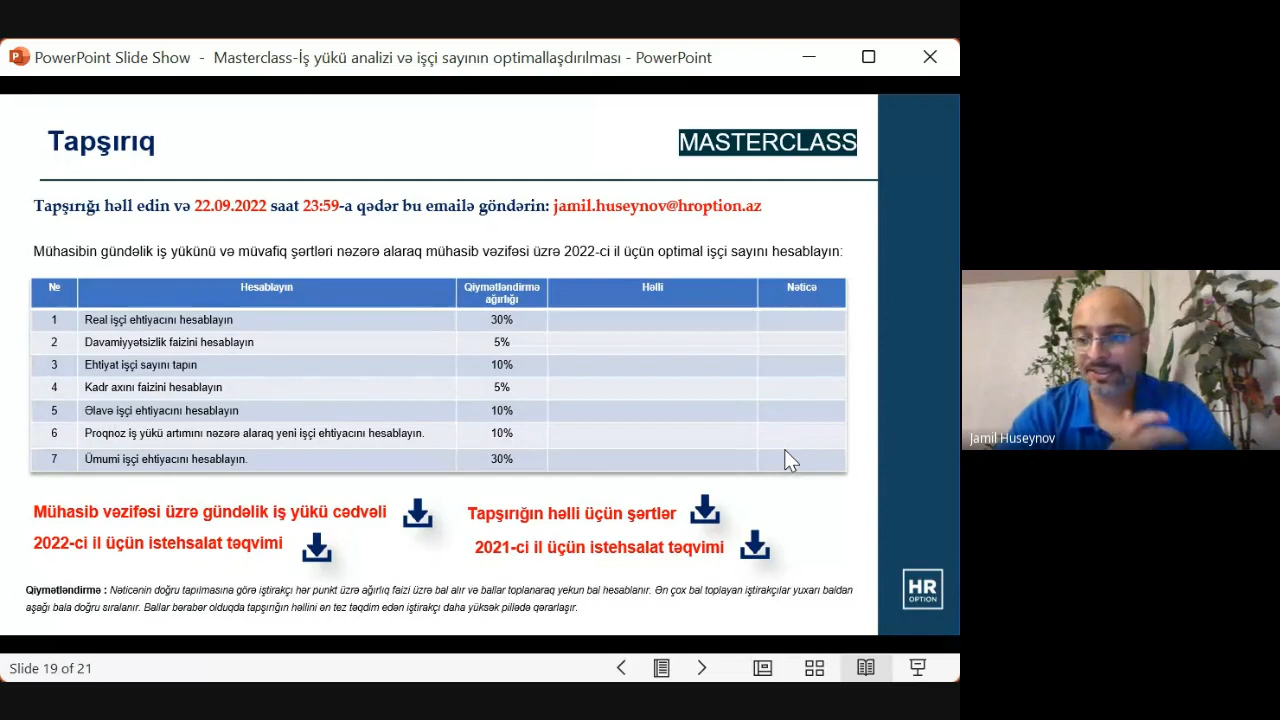 PowerPoint Slide Show - Masterclass-İş yükü analizi və işçi sayının optimallaşdırılması - PowerPoint
Tapşırıq
MASTERCLASS
Tapşırığı həll edin və 22.09.2022 saat 23:59-a qədər bu emailə göndərin: jamil.huseynov@hroption.az
Mühasibin gündəlik iş yükünü və müvafiq şərtləri nəzərə alaraq mühasib vəzifəsi üzrə 2022-ci il üçün optimal işçi sayını hesablayın:
№ Hesablayın Qiymətləndirmə ağırlığı Həlli Nəticə
1 Real işçi ehtiyacını hesablayın 30%
2 Davamiyyətsizlik faizini hesablayın 5%
3 Ehtiyat işçi sayını tapın 10%
4 Kadr axını faizini hesablayın 5%
5 Əlavə işçi ehtiyacını hesablayın 10%
6 Proqnoz iş yükü artımını nəzərə alaraq yeni işçi ehtiyacını hesablayın. 10%
7 Ümumi işçi ehtiyacını hesablayın. 30%
Mühasib vəzifəsi üzrə gündəlik iş yükü cədvəli
Tapşırığın həlli üçün şərtlər
2022-ci il üçün istehsalat təqvimi
2021-ci il üçün istehsalat təqvimi
Qiymətləndirmə : Nəticənin doğru tapılmasına görə iştirakçı hər punkt üzrə ağırlıq faizi üzrə bal alır və ballar toplanaraq yekun bal hesablanır. Ən çox bal toplayan iştirakçılar yuxarı baldan
aşağı bala doğru sıralanır. Ballar bərabər olduqda tapşırığın həllini ən tez təqdim edən iştirakçı daha yüksək pillədə qərarlaşır.
HR
OPTION
Jamil Huseynov
Slide 19 of 21